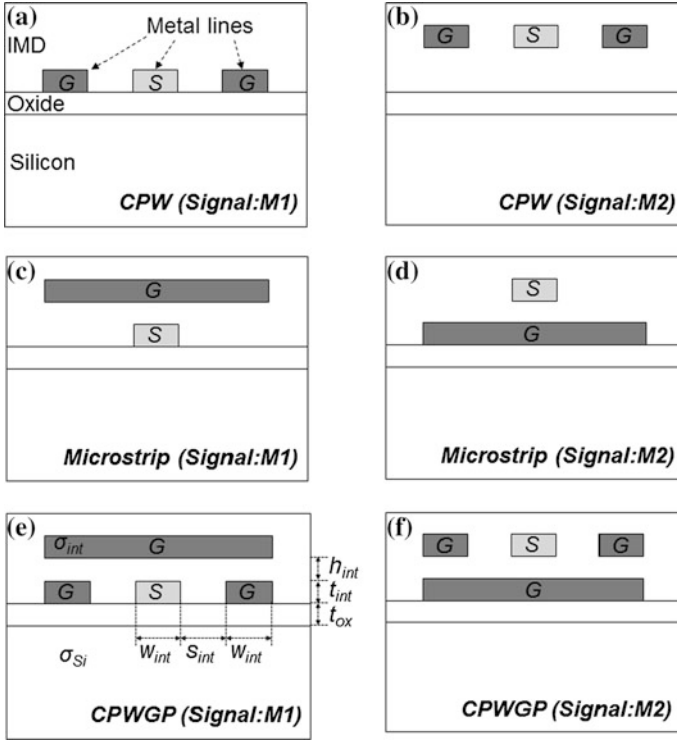 (a)
Metal lines
IMD
G S G
Oxide
Silicon
CPW (Signal:M1)
(b)
G S G
CPW (Signal:M2)
(c)
G
S
Microstrip (Signal:M1)
(d)
S
G
Microstrip (Signal:M2)
(e)
σint G
hint
G S G
tint
tox
wint sint wint
σSi
CPWGP (Signal:M1)
(f)
G S G
G
CPWGP (Signal:M2)